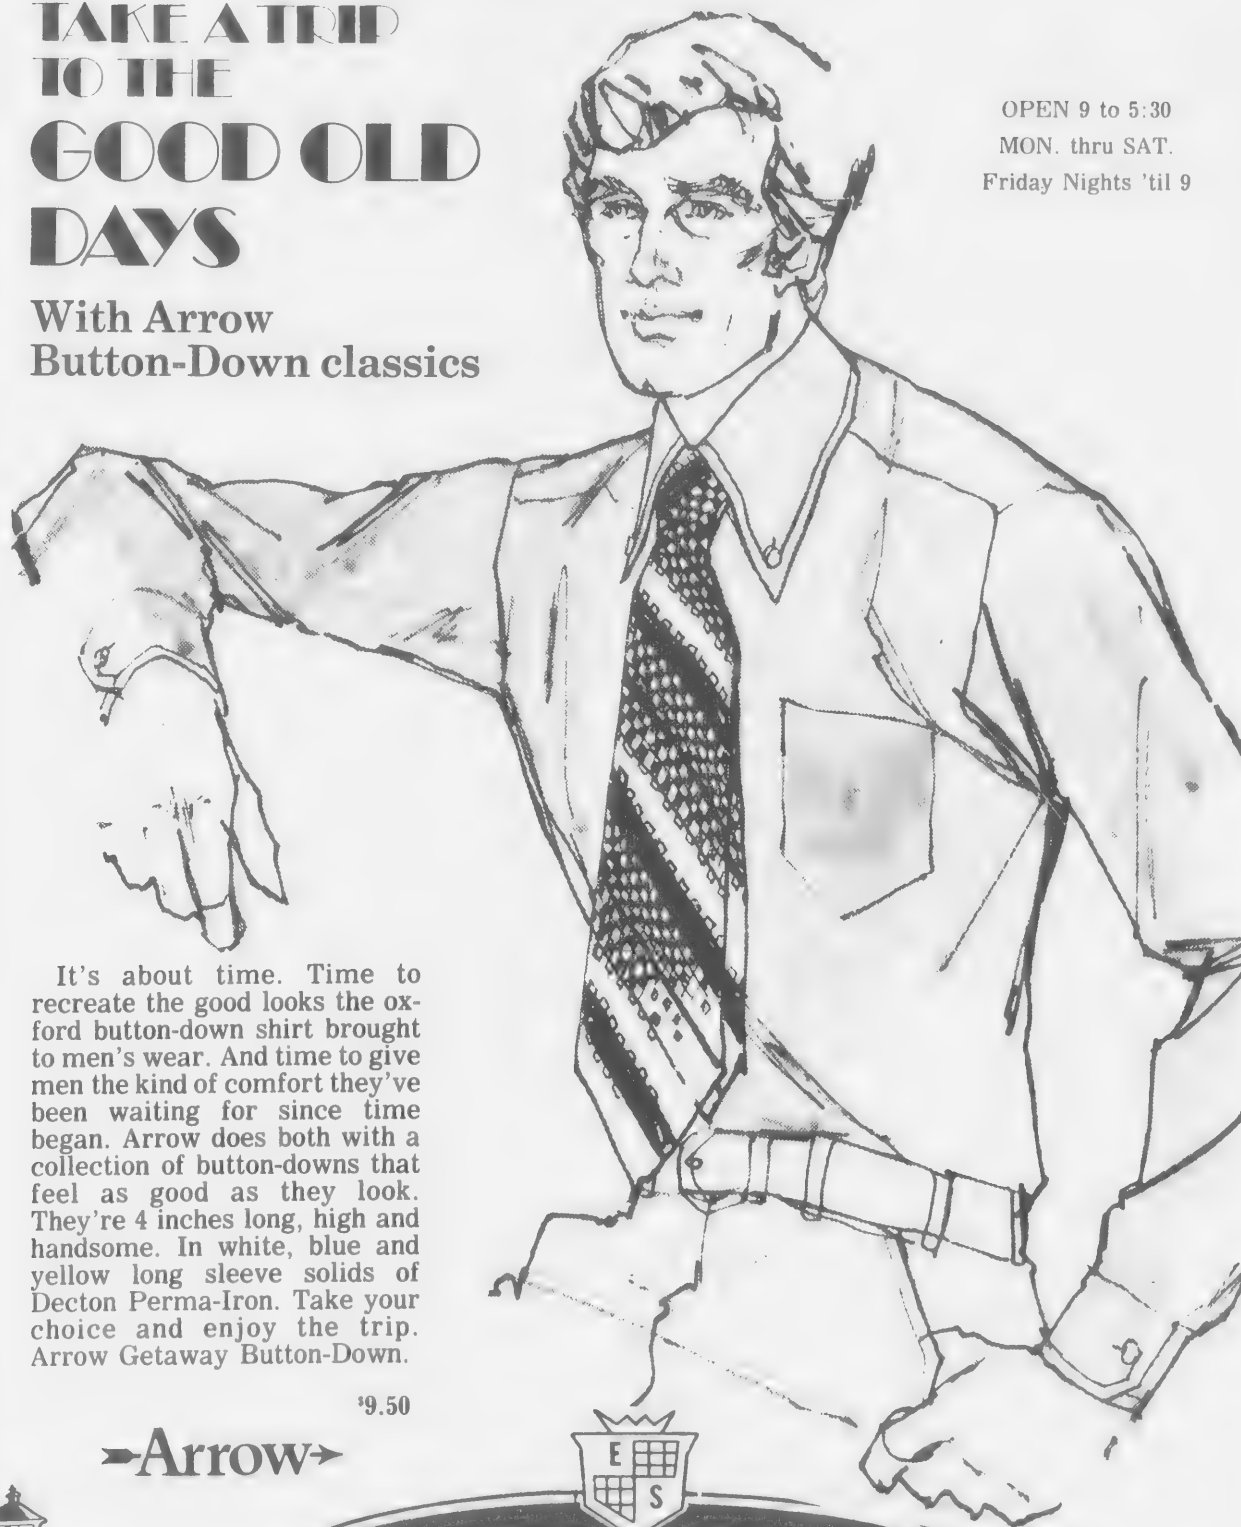 TAKE A TRIP
TO THE
GOOD OLD
DAYS
With Arrow
Button-Down classics
OPEN 9 to 5:30
MON. thru SAT.
Friday Nights 'til 9
It's about time. Time to
recreate the good looks the ox-
ford button-down shirt brought
to men's wear. And time to give
men the kind of comfort they've
been waiting for since time
began. Arrow does both with a
collection of button-downs that
feel as good as they look.
They're 4 inches long, high and
handsome. In white, blue and
yellow long sleeve solids of
Decton Perma-Iron. Take your
choice and enjoy the trip.
Arrow Getaway Button-Down.
$9.50
Arrow
E
S